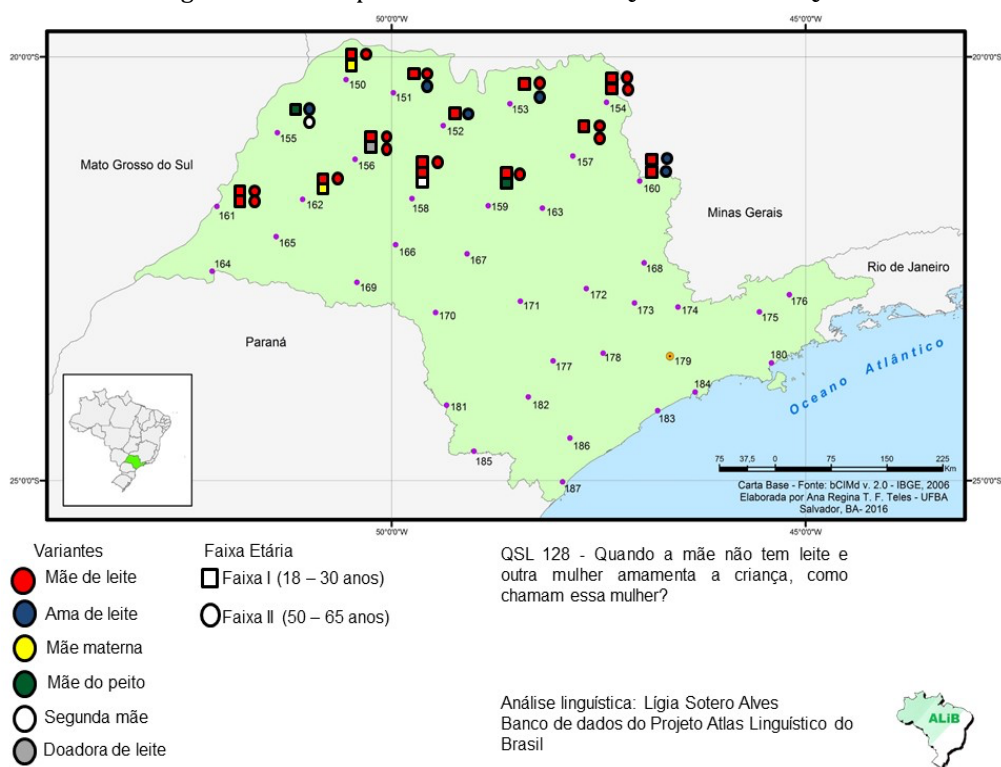 50°0'0"W
45°0'0"W
20°0'0"S
20°0'0"S
150
151
152
153
154
155
156
157
Mato Grosso do Sul
160
161
162
158
159
163
Minas Gerais
164
165
166
167
168
Rio de Janeiro
169
170
171
172
173
174
175
176
Paraná
177
178
179
180
Oceano Atlântico
181
182
183
184
185
186
187
75 37,5 0 75 150 225
Km
25°0'0"S
25°0'0"S
Carta Base - Fonte: bCIMd v. 2.0 - IBGE, 2006
Elaborada por Ana Regina T. F. Teles - UFBA
Salvador, BA- 2016
50°0'0"W
45°0'0"W
Variantes
Mãe de leite
Ama de leite
Mãe materna
Mãe do peito
Segunda mãe
Doadora de leite
Faixa Etária
Faixa I (18 – 30 anos)
Faixa II (50 – 65 anos)
QSL 128 - Quando a mãe não tem leite e
outra mulher amamenta a criança, como
chamam essa mulher?
Análise linguística: Lígia Sotero Alves
Banco de dados do Projeto Atlas Linguístico do
Brasil
ALiB